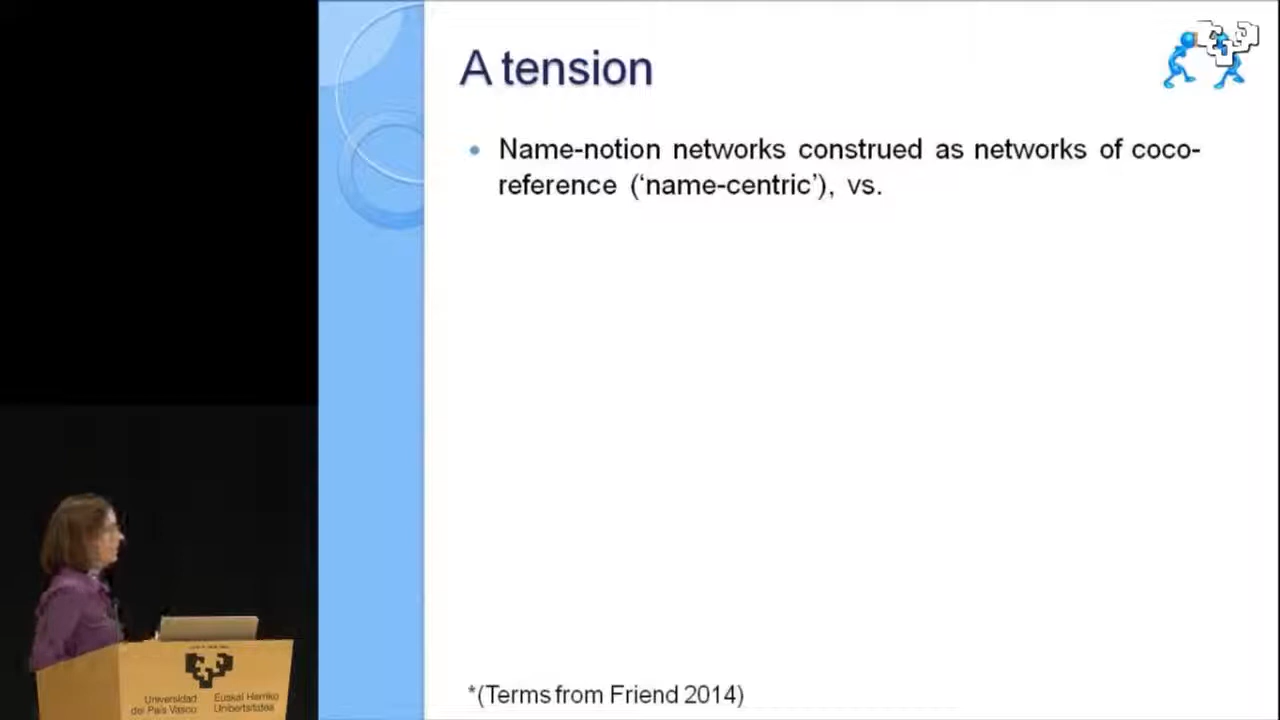 A tension
Name-notion networks construed as networks of coco-
reference (‘name-centric’), vs.
*(Terms from Friend 2014)
Universidad
del País Vasco
Euskal Herriko
Unibertsitatea